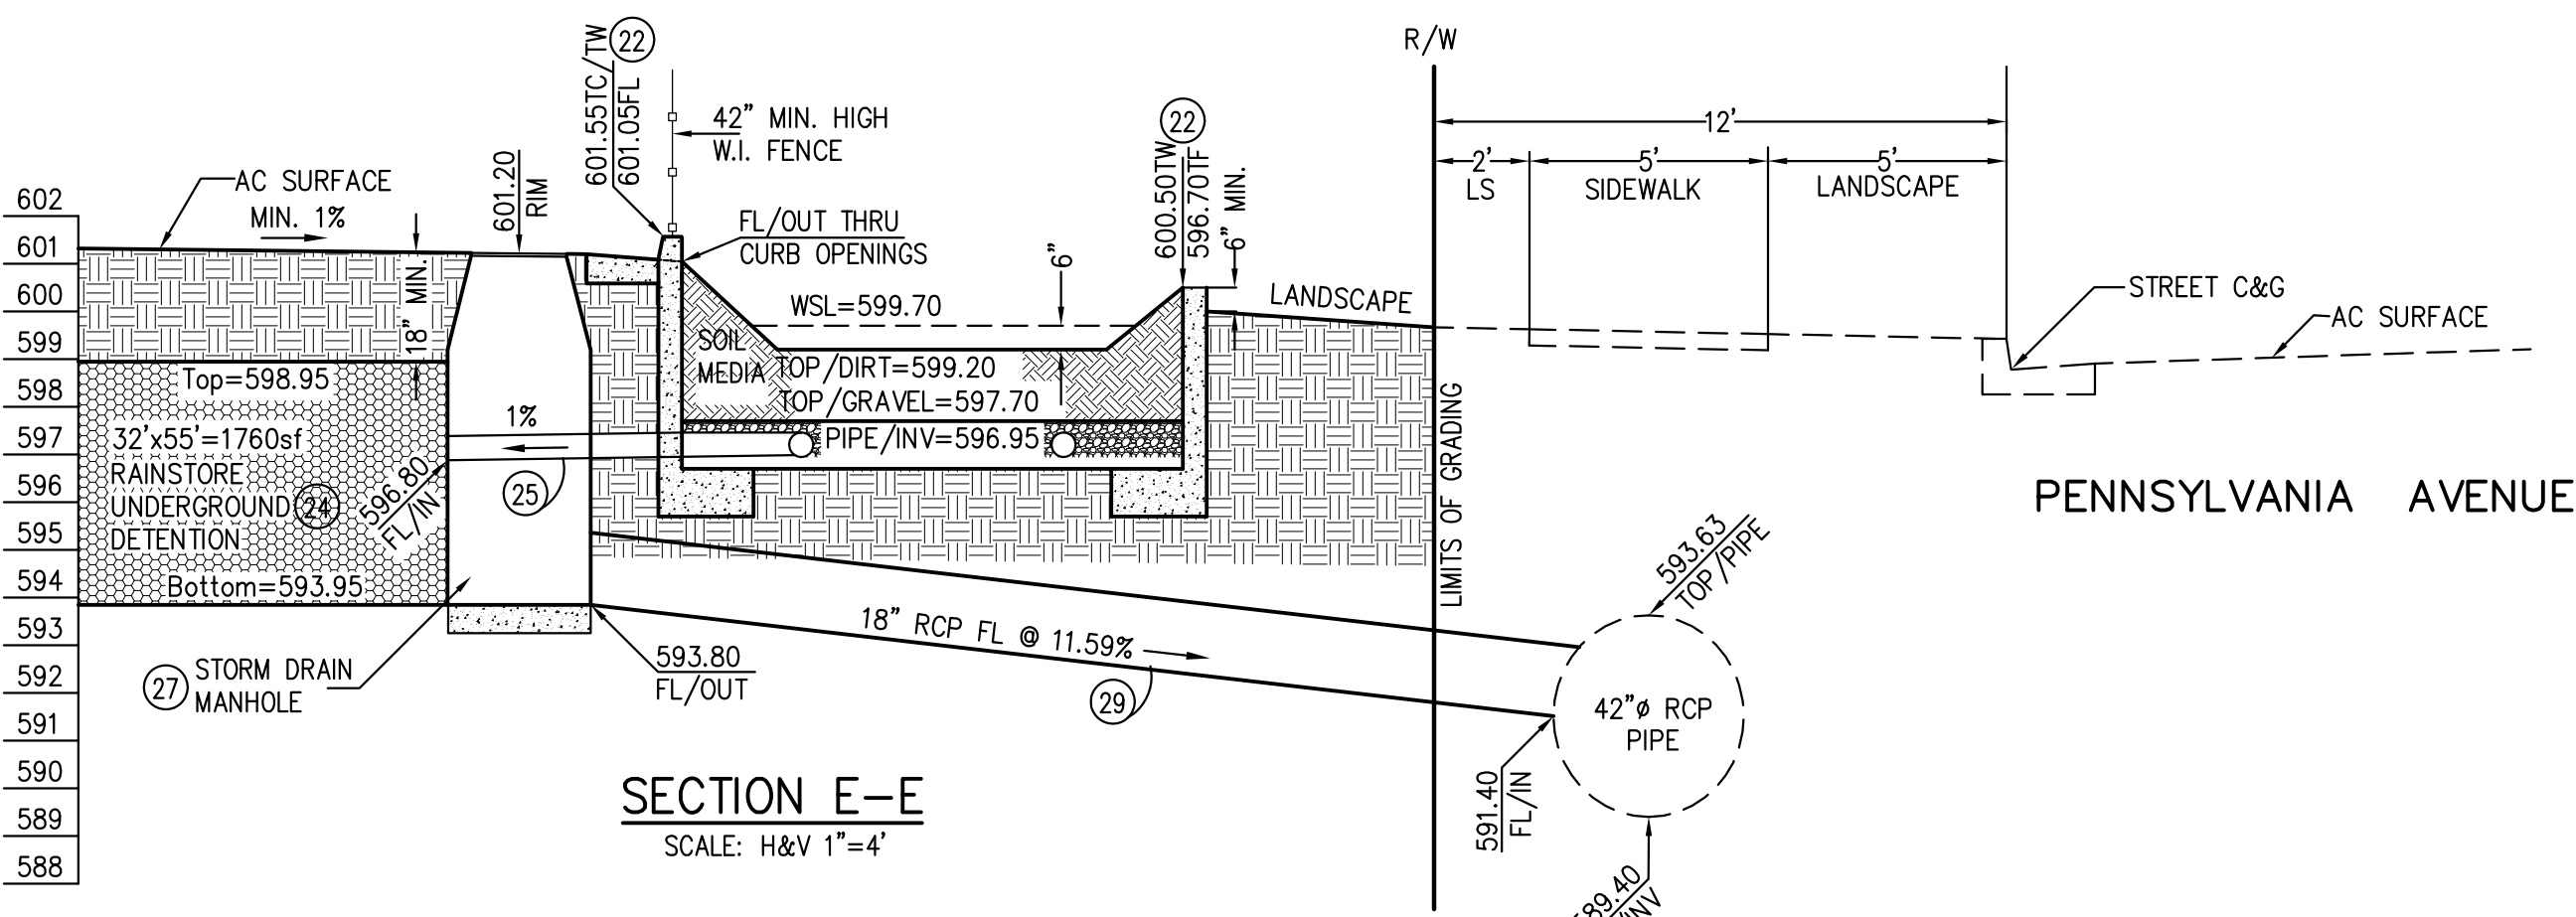 602
601
600
599
598
597
596
595
594
593
592
591
590
589
588
AC SURFACE
MIN. 1%
601.20
RIM
601.55TC/TW
601.05FL
22
42" MIN. HIGH
W.I. FENCE
FL/OUT THRU
CURB OPENINGS
18" MIN
WSL=599.70
6"
SOIL
MEDIA
TOP/DIRT=599.20
TOP/GRAVEL=597.70
PIPE/INV=596.95
22
600.50TW
596.70TF
6" MIN.
LANDSCAPE
R/W
12'
2'
LS
5'
SIDEWALK
5'
LANDSCAPE
STREET C&G
AC SURFACE
LIMITS OF GRADING
PENNSYLVANIA AVENUE
Top=598.95
32'x55'=1760sf
RAINSTORE
UNDERGROUND 24
DETENTION
Bottom=593.95
596.80
FL/IN
1%
25
27 STORM DRAIN
MANHOLE
593.80
FL/OUT
18" RCP FL @ 11.59%
29
593.63
TOP/PIPE
42"ø RCP
PIPE
591.40
FL/IN
SECTION E-E
SCALE: H&V 1"=4'